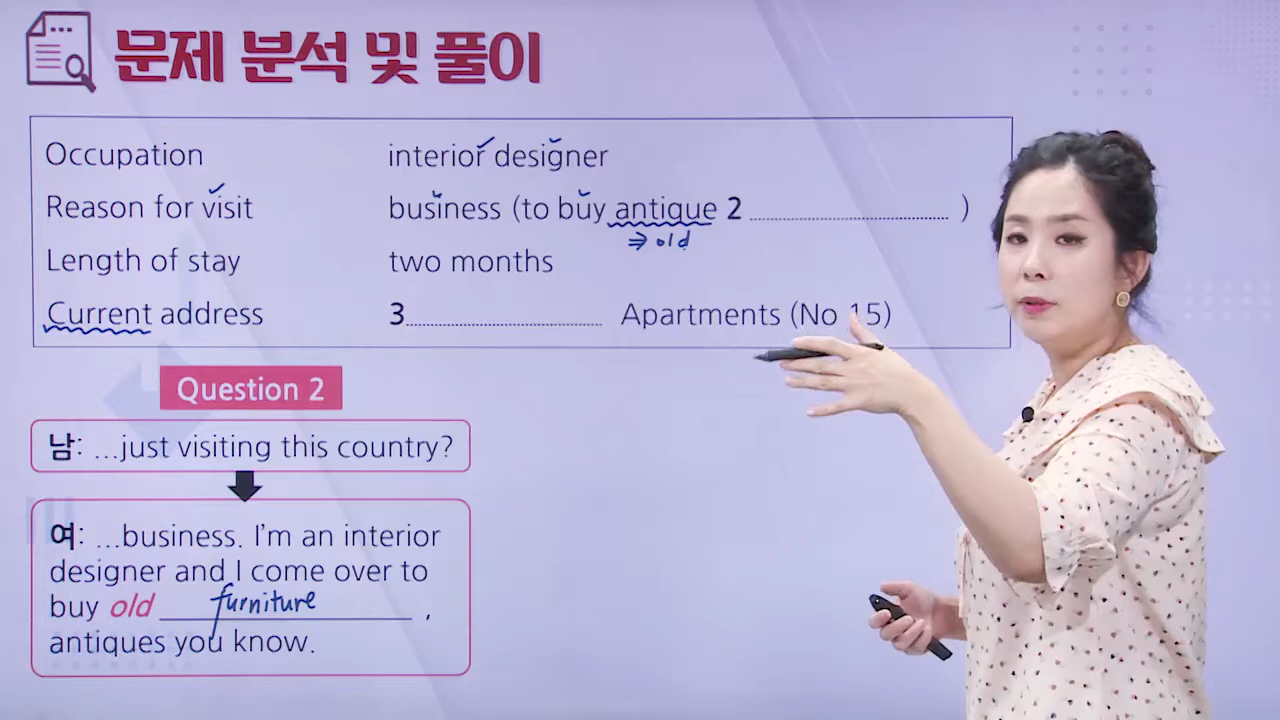 문제 분석 및 풀이
Occupation interior designer
Reason for visit business (to buy antique 2 )
⇒ old
Length of stay two months
Current address 3 Apartments (No 15)
Question 2
남: ...just visiting this country?
여: ...business. I'm an interior
designer and I come over to
buy old furniture ,
antiques you know.